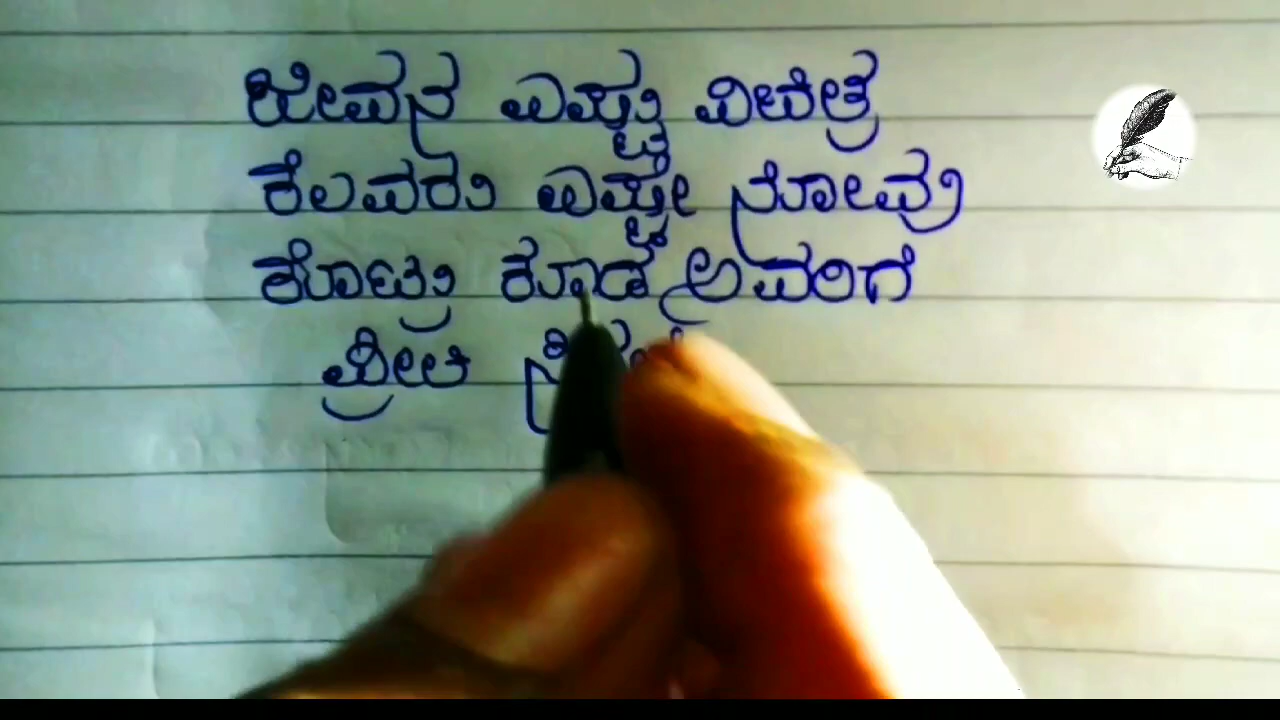 ಜೀವನ ಎಷ್ಟು ವಿಚಿತ್ರ
ಕೆಲವರು ಎಷ್ಟೇ ನೋವು
ಕೊಟ್ರು ಕೂಡ ಅವರಿಗೆ
ಪ್ರೀತಿ